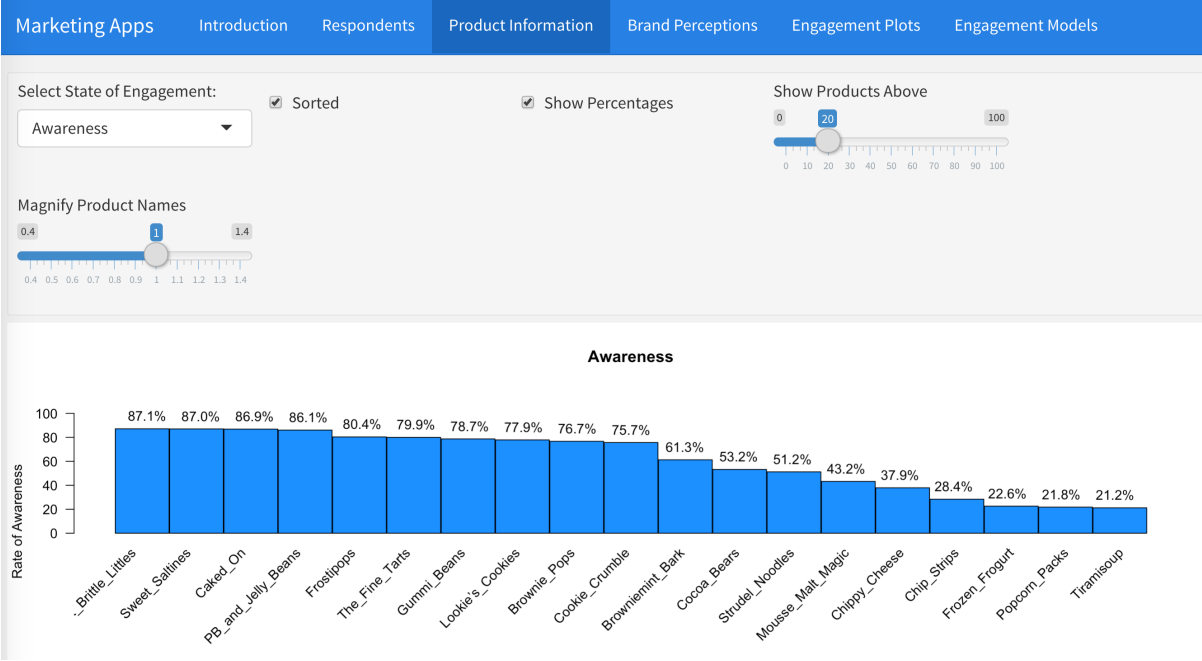 Marketing Apps Introduction Respondents Product Information Brand Perceptions Engagement Plots Engagement Models
Select State of Engagement:
Awareness
Sorted
Show Percentages
Show Products Above
0 20 100
0 10 20 30 40 50 60 70 80 90 100
Magnify Product Names
0.4 1 1.4
0.4 0.5 0.6 0.7 0.8 0.9 1 1.1 1.2 1.3 1.4
Awareness
Rate of Awareness
100
80
60
40
20
0
87.1% 87.0% 86.9% 86.1% 80.4% 79.9% 78.7% 77.9% 76.7% 75.7% 61.3% 53.2% 51.2% 43.2% 37.9% 28.4% 22.6% 21.8% 21.2%
._Brittle_Littles
Sweet_Saltines
Caked_On
PB_and_Jelly_Beans
Frostipops
The_Fine_Tarts
Gummi_Beans
Lookie's_Cookies
Brownie_Pops
Cookie_Crumble
Browniemint_Bark
Cocoa_Bears
Strudel_Noodles
Mousse_Malt_Magic
Chippy_Cheese
Chip_Strips
Frozen_Frogurt
Popcorn_Packs
Tiramisoup